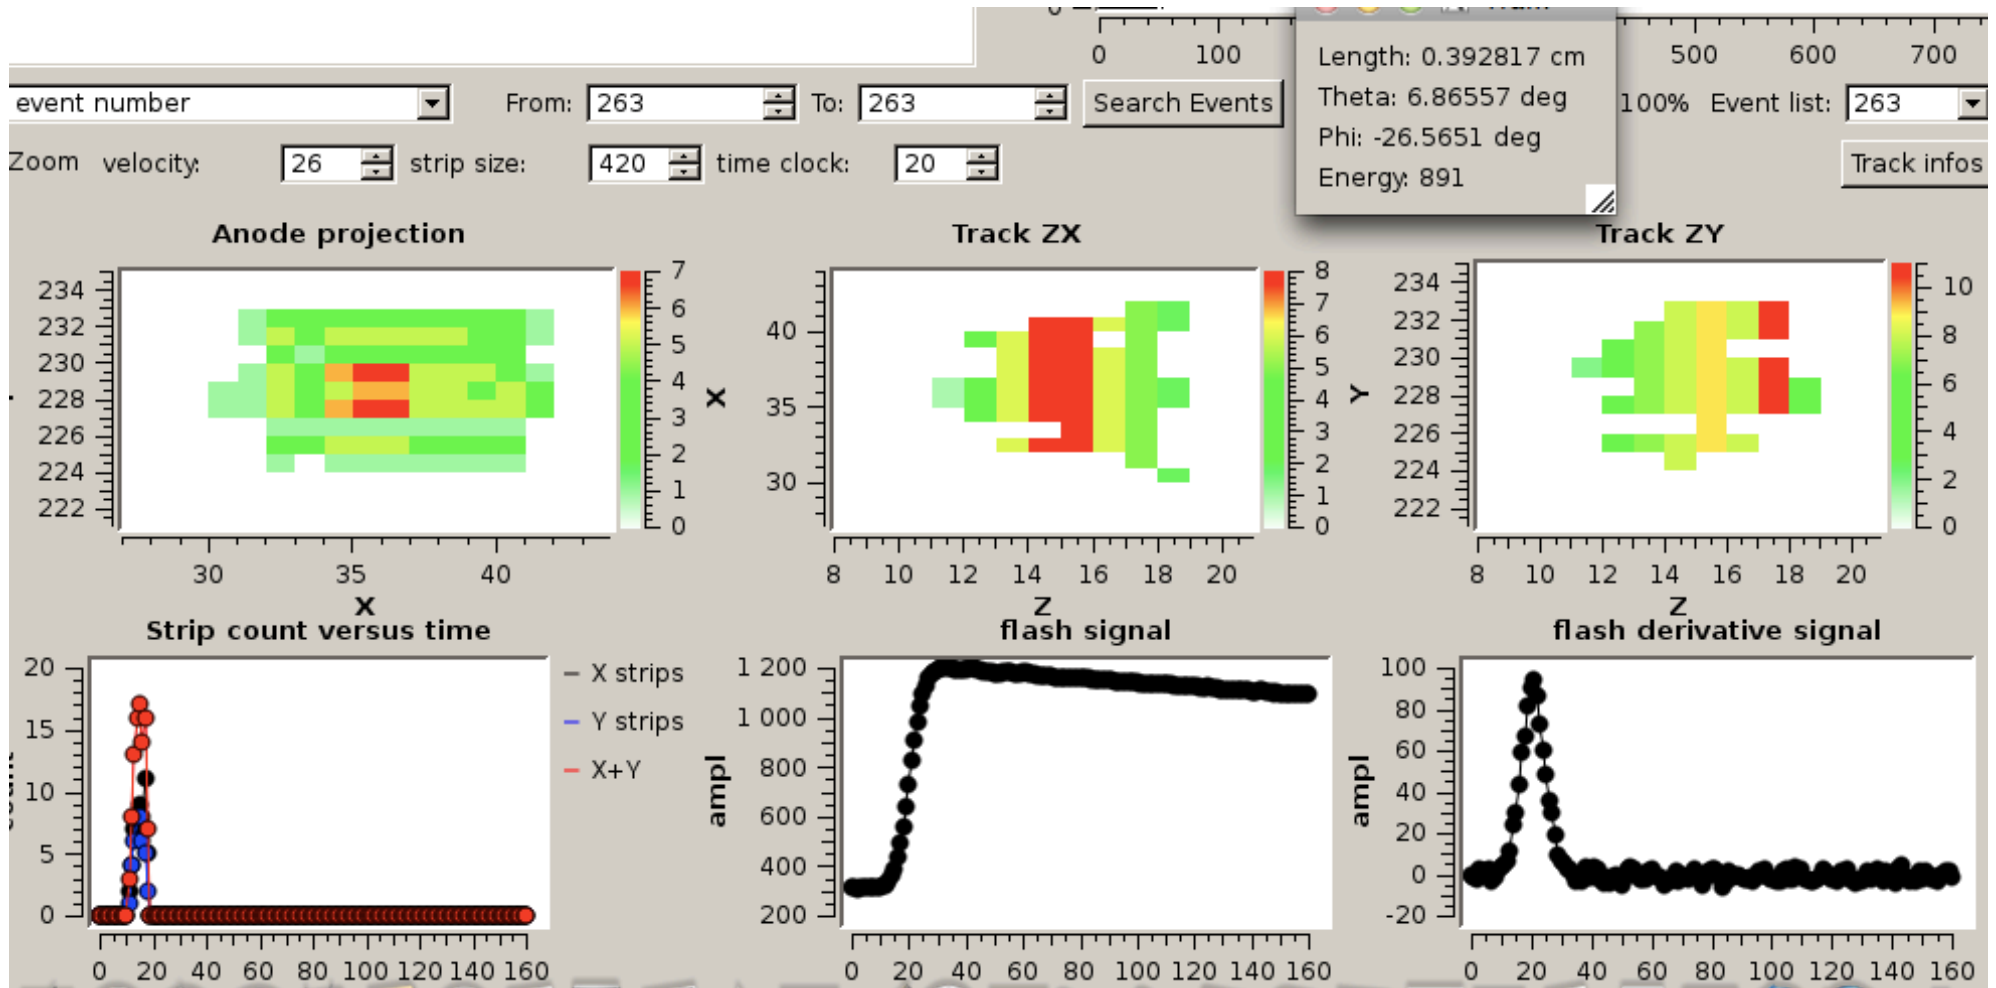 0
0 100 500 600 700
Length: 0.392817 cm
Theta: 6.86557 deg
Phi: -26.5651 deg
Energy: 891
event number From: 263 To: 263 Search Events 100% Event list: 263
Zoom velocity: 26 strip size: 420 time clock: 20 Track infos
Anode projection
234
232
230
228
226
224
222
30 35 40
X
7
6
5
4
3
2
1
0
Track ZX
X
40
35
30
8 10 12 14 16 18 20
Z
8
7
6
5
4
3
2
1
0
Track ZY
Y
234
232
230
228
226
224
222
8 10 12 14 16 18 20
Z
10
8
6
4
2
0
Strip count versus time
20
15
10
5
0
0 20 40 60 80 100 120 140 160
X strips
Y strips
X+Y
flash signal
ampl
1 200
1 000
800
600
400
200
0 20 40 60 80 100 120 140 160
flash derivative signal
ampl
100
80
60
40
20
0
-20
0 20 40 60 80 100 120 140 160